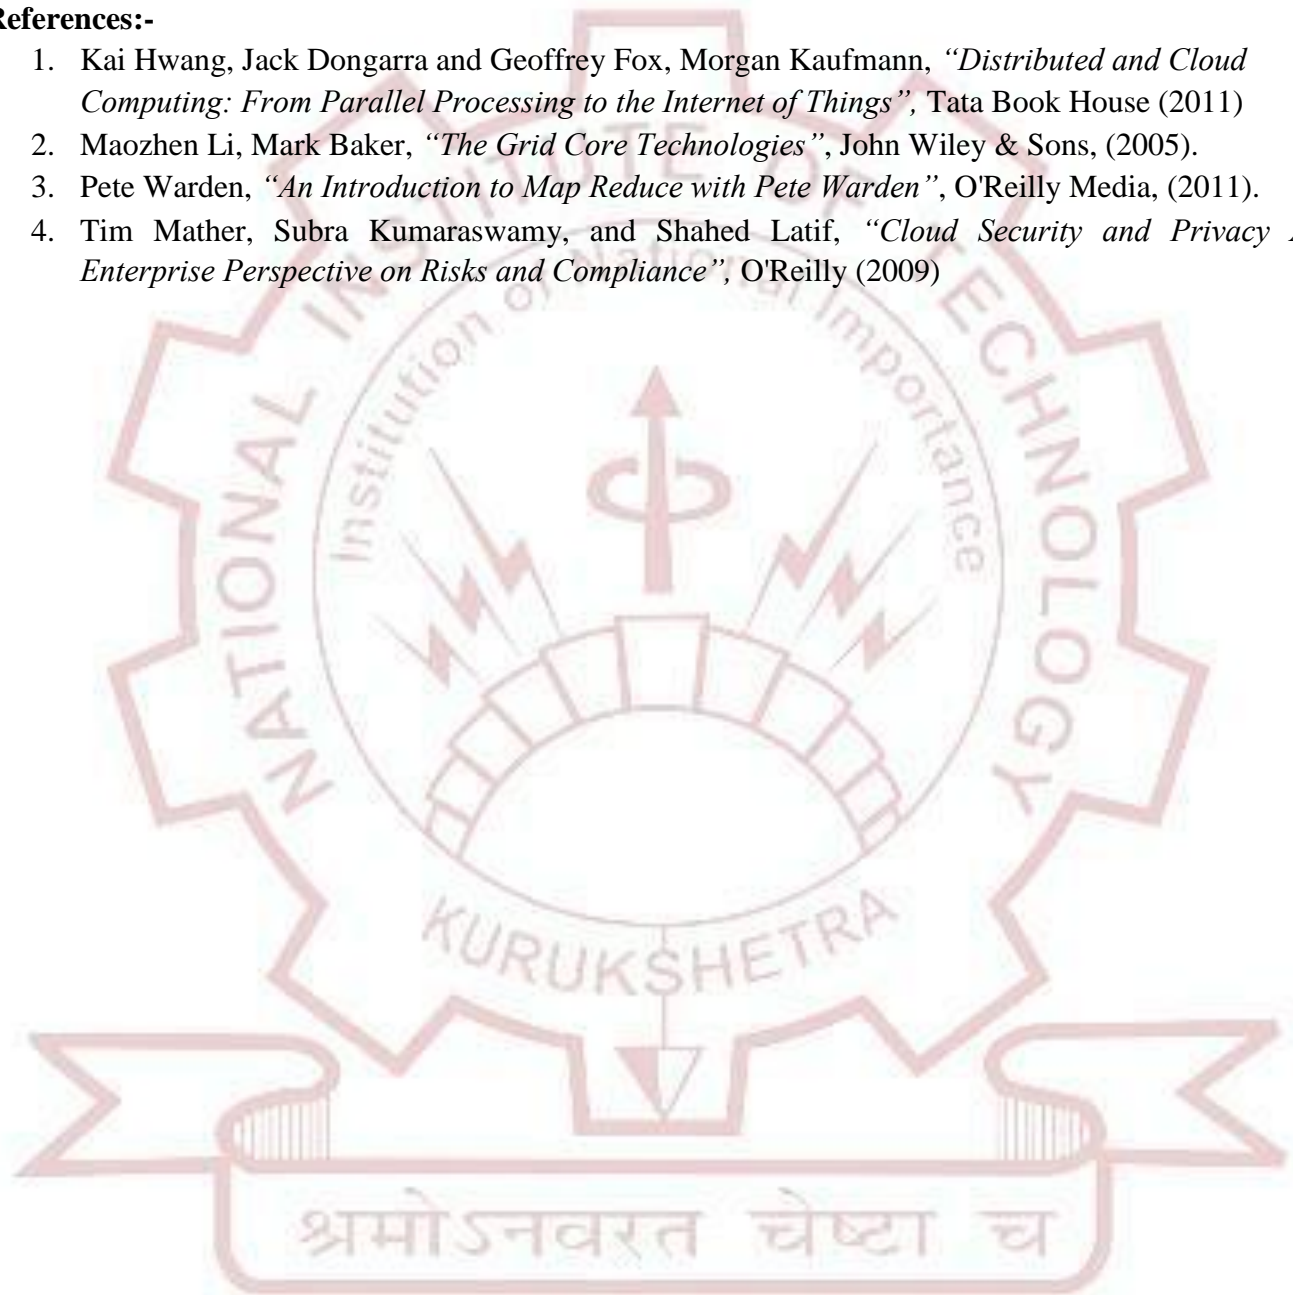 References:-
1. Kai Hwang, Jack Dongarra and Geoffrey Fox, Morgan Kaufmann, “Distributed and Cloud
Computing: From Parallel Processing to the Internet of Things”, Tata Book House (2011)
2. Maozhen Li, Mark Baker, “The Grid Core Technologies”, John Wiley & Sons, (2005).
3. Pete Warden, “An Introduction to Map Reduce with Pete Warden”, O'Reilly Media, (2011).
4. Tim Mather, Subra Kumaraswamy, and Shahed Latif, “Cloud Security and Privacy
Enterprise Perspective on Risks and Compliance”, O'Reilly (2009)
NATIONAL INSTITUTE OF TECHNOLOGY
Institution of National Importance
KURUKSHETRA
श्रमोऽनवरत चेष्टा च